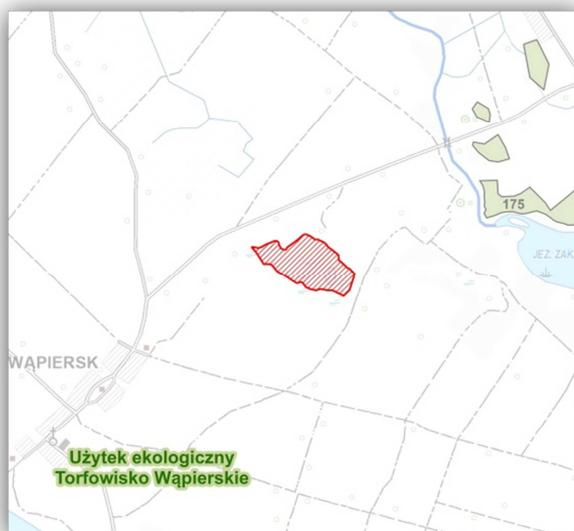 175
JEZ. ZAK
WĄPIERSK
Użytek ekologiczny
Torfowisko Wąpierskie